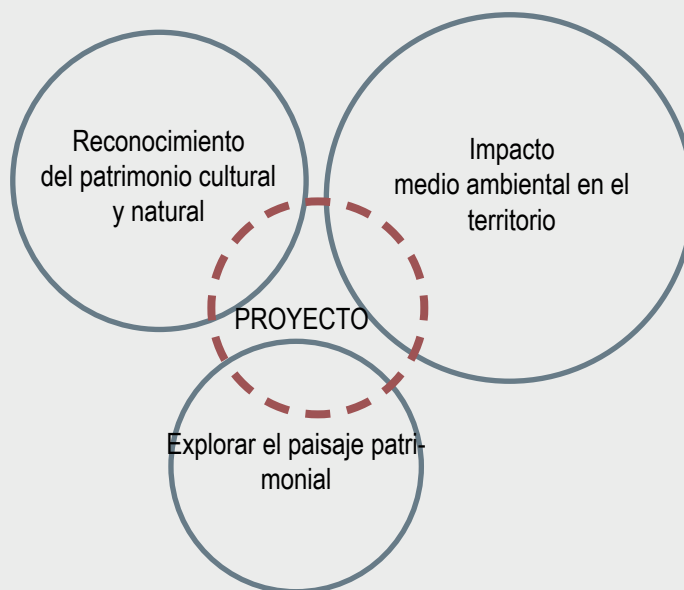 Reconocimiento
del patrimonio cultural
y natural
Impacto
medio ambiental en el
territorio
PROYECTO
Explorar el paisaje patri-
monial